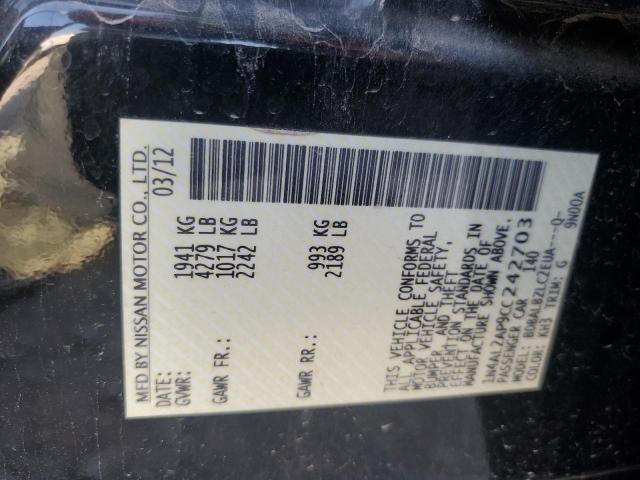 MFD BY NISSAN MOTOR CO.,LTD.
DATE: 03/12
GVWR: 1941 KG
4279 LB
GAWR FR.: 1017 KG
2242 LB
GAWR RR.: 993 KG
2189 LB
THIS VEHICLE CONFORMS TO
ALL APPLICABLE FEDERAL
MOTOR VEHICLE SAFETY,
BUMPER, AND THEFT
PREVENTION STANDARDS IN
EFFECT ON THE DATE OF
MANUFACTURE SHOWN ABOVE.
1N4AL2AP9CC242703
PASSENGER CAR 140
MODEL: BDBALBZLCZEUA---Q-
COLOR: KH3 TRIM: G 9N00A